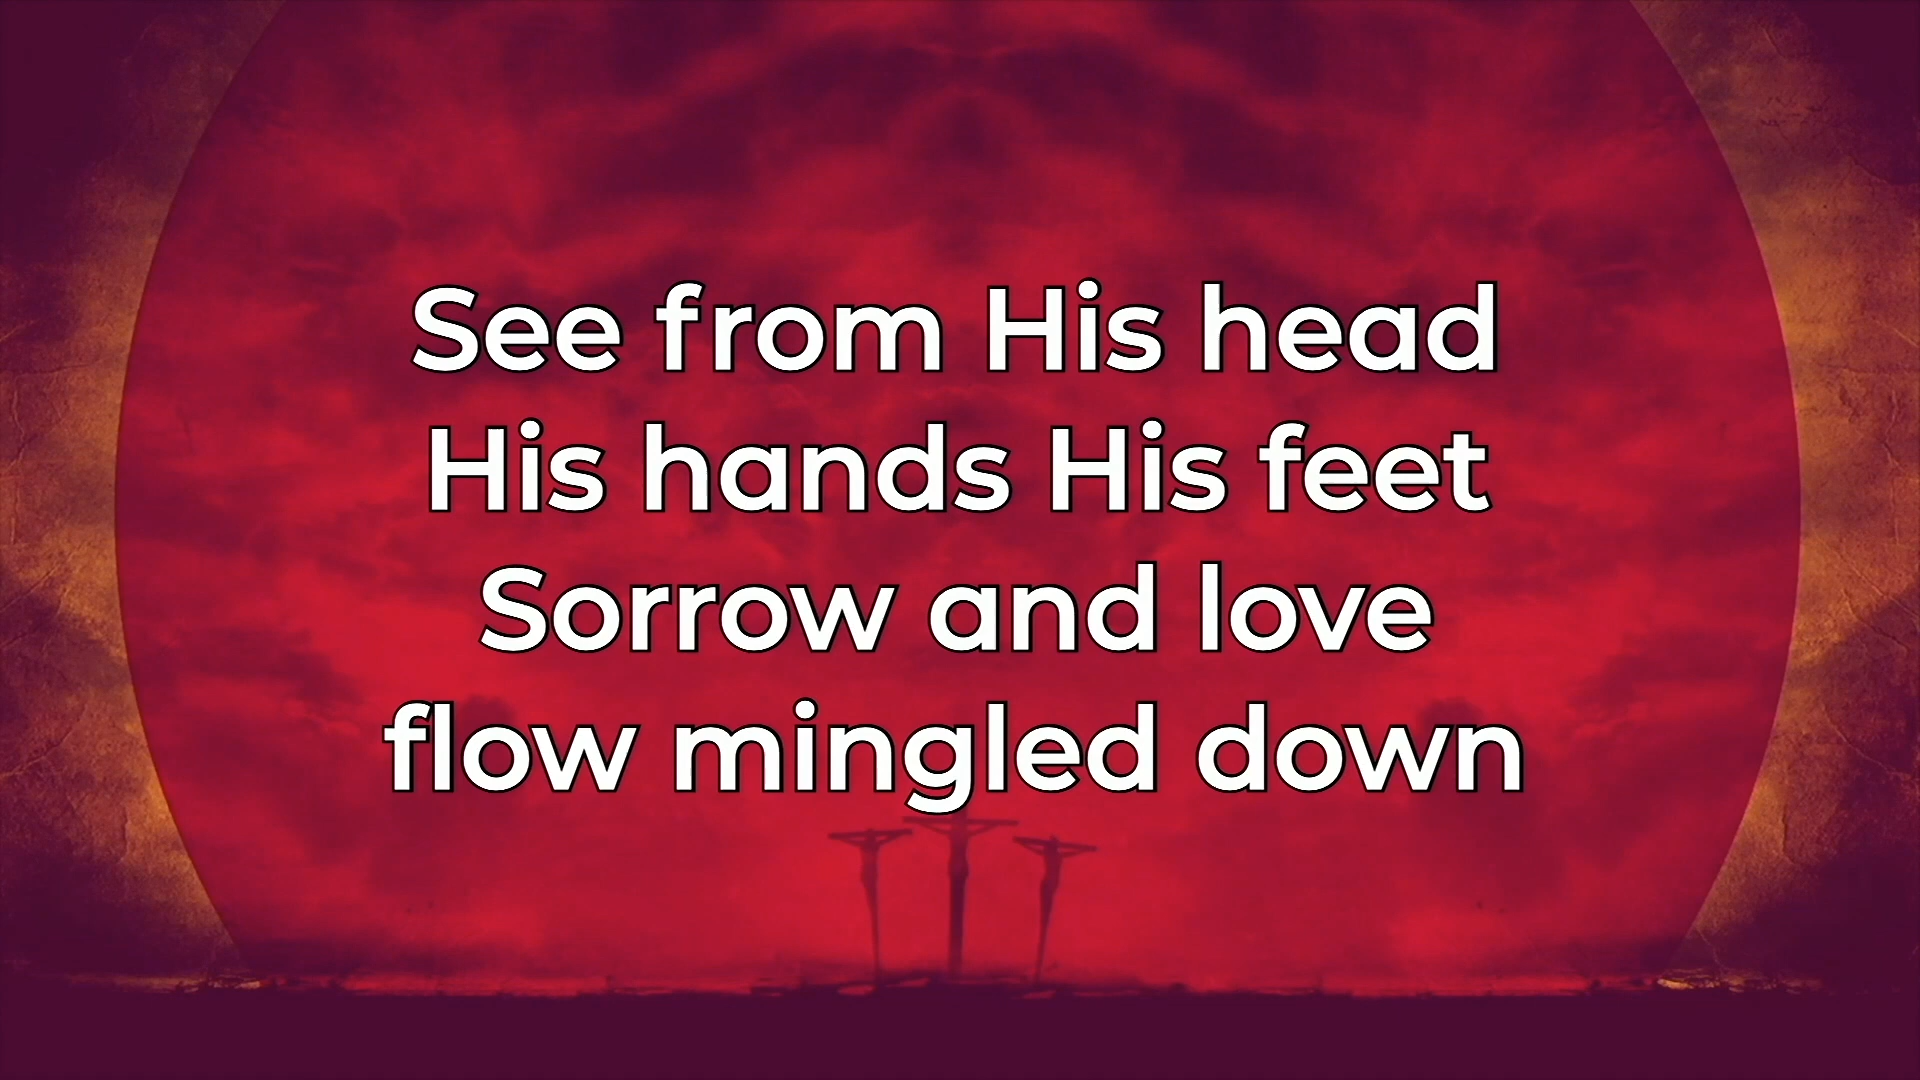 See from His head
His hands His feet
Sorrow and love
flow mingled down